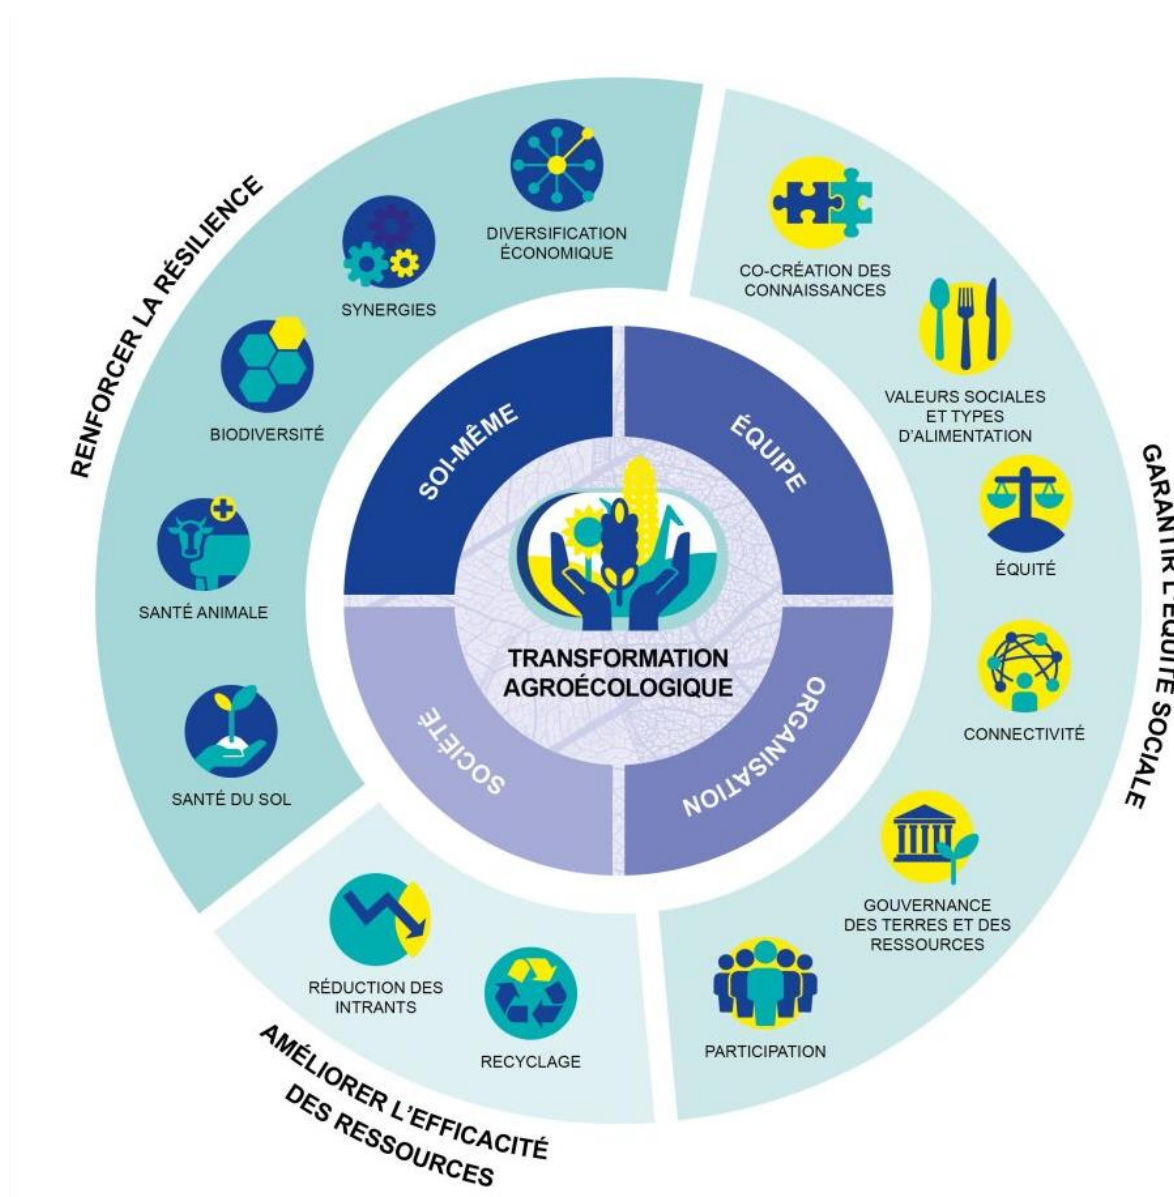 RENFORCER LA RÉSILIENCE
DIVERSIFICATION
ÉCONOMIQUE
SYNERGIES
BIODIVERSITÉ
SANTÉ ANIMALE
SANTÉ DU SOL
GARANTIR L'ÉQUITÉ SOCIALE
CO-CRÉATION DES
CONNAISSANCES
VALEURS SOCIALES
ET TYPES
D'ALIMENTATION
ÉQUITÉ
CONNECTIVITÉ
GOUVERNANCE
DES TERRES ET DES
RESSOURCES
PARTICIPATION
AMÉLIORER L'EFFICACITÉ
DES RESSOURCES
RÉDUCTION DES
INTRANTS
RECYCLAGE
SOI-MÊME
ÉQUIPE
ORGANISATION
SOCIÉTÉ
TRANSFORMATION
AGROÉCOLOGIQUE